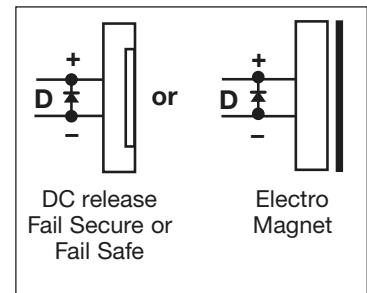 +
D
–
or
+
D
–
DC release
Fail Secure or
Fail Safe
Electro
Magnet